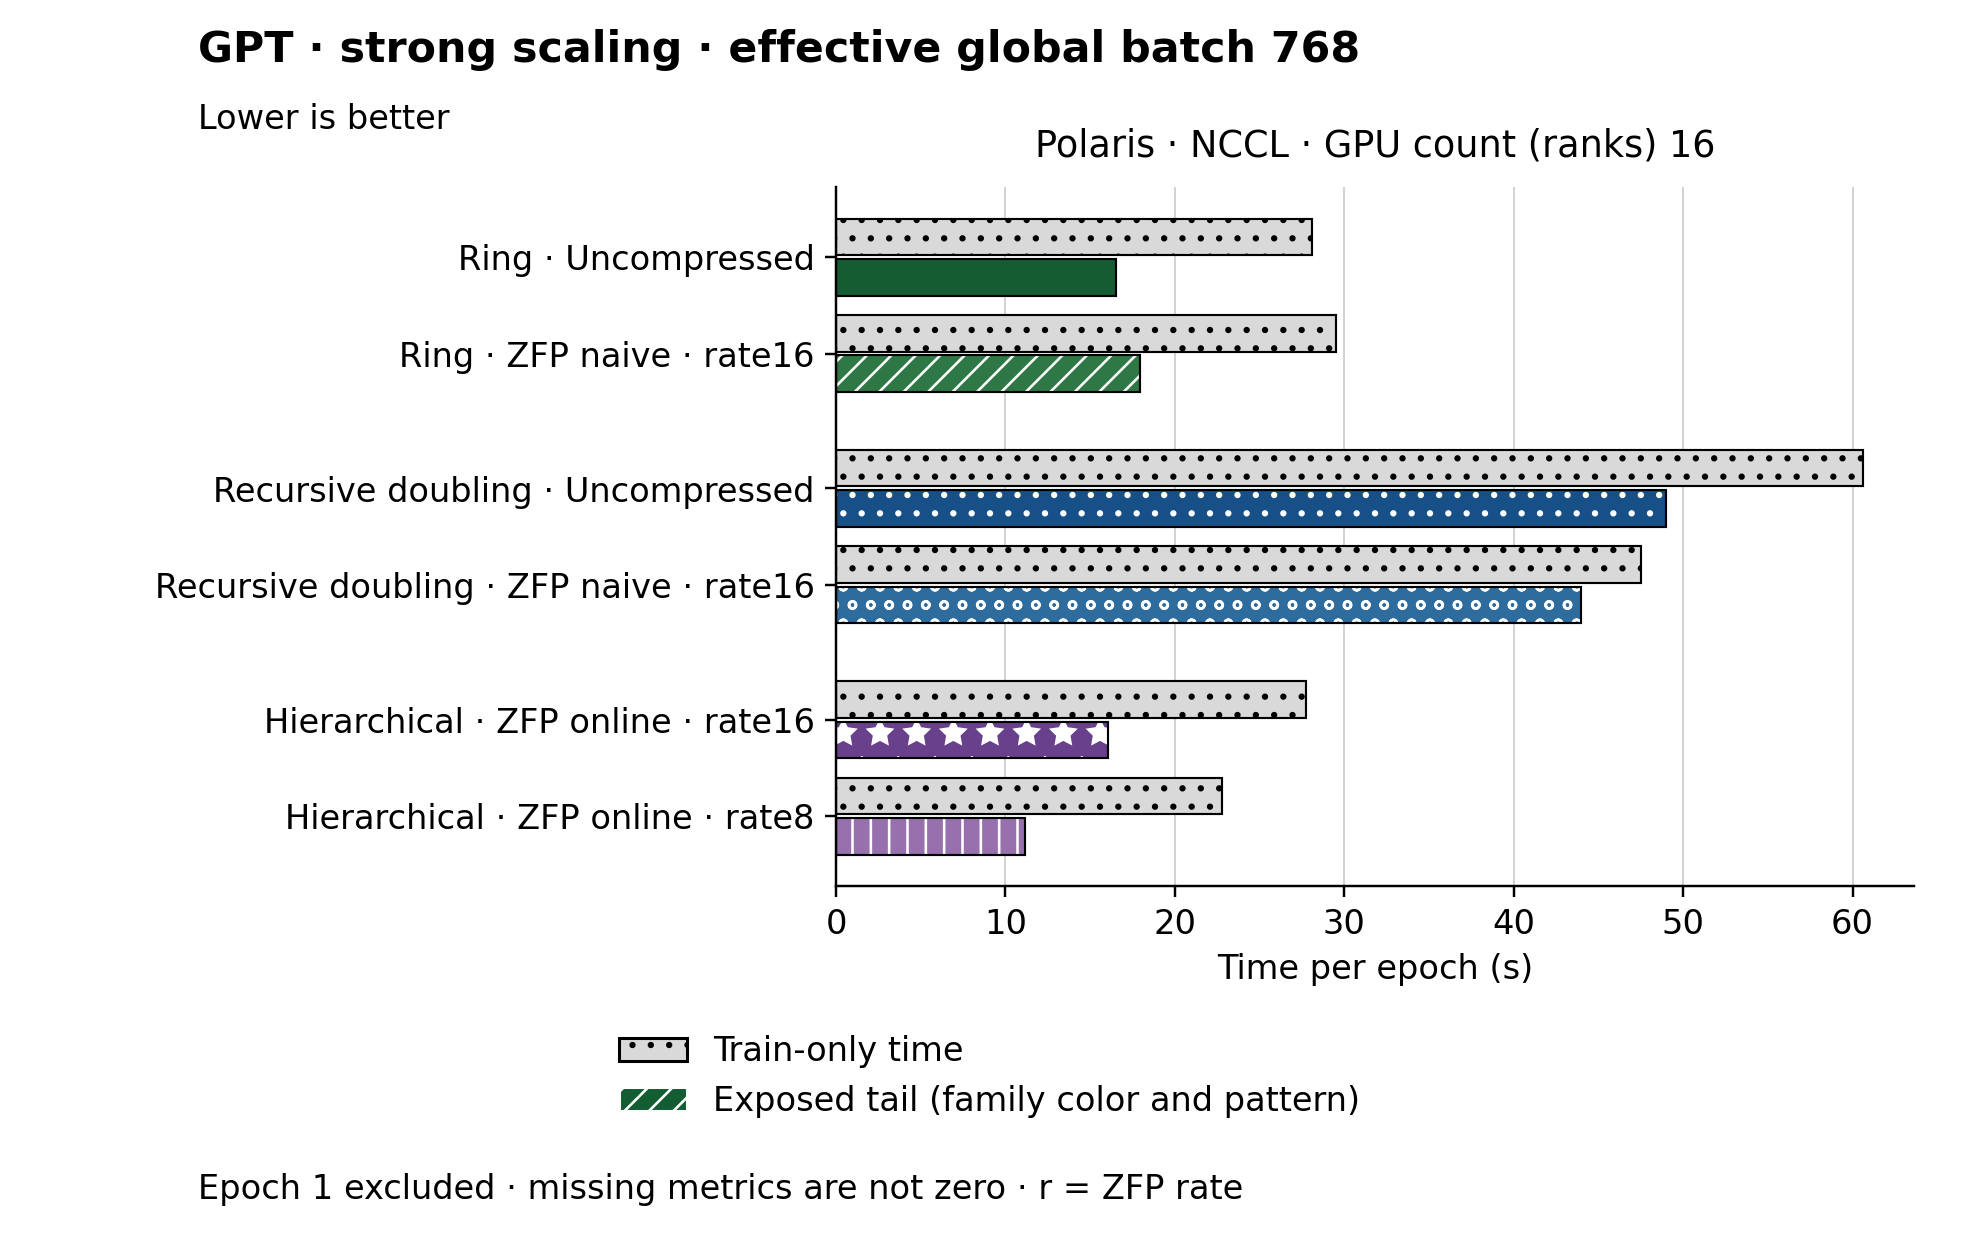 GPT · strong scaling · effective global batch 768
Lower is better
Polaris · NCCL · GPU count (ranks) 16
Ring · Uncompressed
Ring · ZFP naive · rate16
Recursive doubling · Uncompressed
Recursive doubling · ZFP naive · rate16
Hierarchical · ZFP online · rate16
Hierarchical · ZFP online · rate8
0 10 20 30 40 50 60
Time per epoch (s)
Train-only time
Exposed tail (family color and pattern)
Epoch 1 excluded · missing metrics are not zero · r = ZFP rate